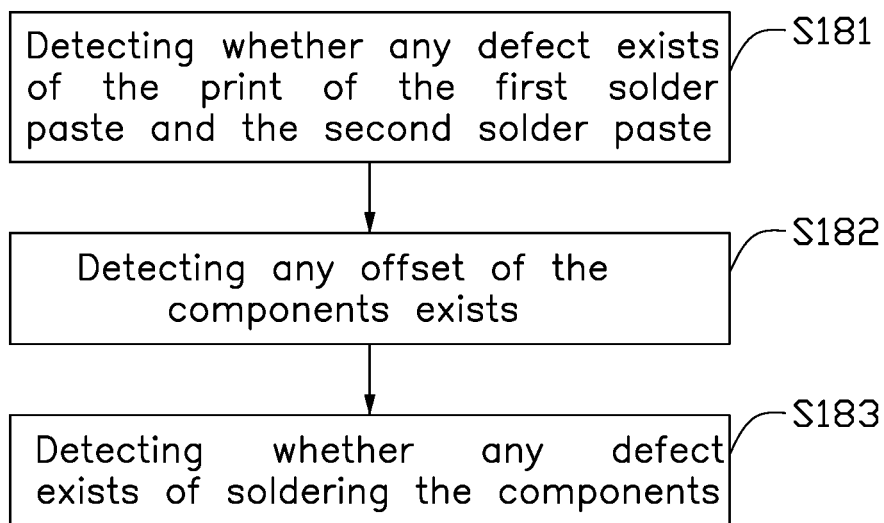 Detecting whether any defect exists
of the print of the first solder
paste and the second solder paste
S181
Detecting any offset of the
components exists
S182
Detecting whether any defect
exists of soldering the components
S183